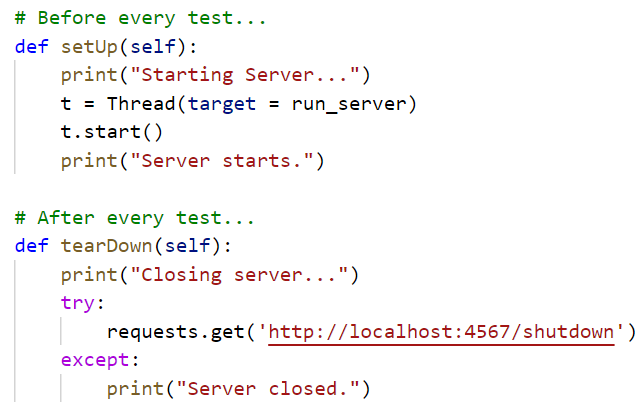 # Before every test...
def setUp(self):
    print("Starting Server...")
    t = Thread(target = run_server)
    t.start()
    print("Server starts.")

# After every test...
def tearDown(self):
    print("Closing server...")
    try:
        requests.get('http://localhost:4567/shutdown')
    except:
        print("Server closed.")